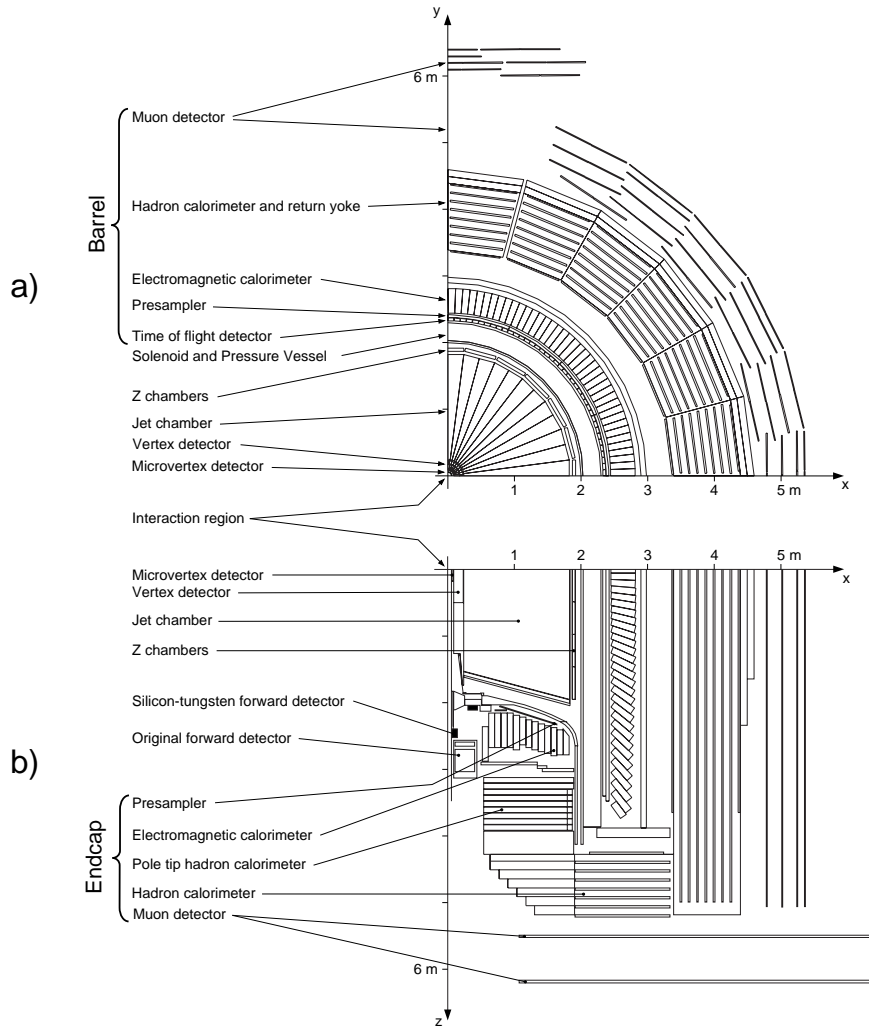 y
6 m
Muon detector
Barrel
Hadron calorimeter and return yoke
a)
Electromagnetic calorimeter
Presampler
Time of flight detector
Solenoid and Pressure Vessel
Z chambers
Jet chamber
Vertex detector
Microvertex detector
1 2 3 4 5 m x
Interaction region
1 2 3 4 5 m
x
Microvertex detector
Vertex detector
Jet chamber
Z chambers
Silicon-tungsten forward detector
Original forward detector
b)
Endcap
Presampler
Electromagnetic calorimeter
Pole tip hadron calorimeter
Hadron calorimeter
Muon detector
6 m
z